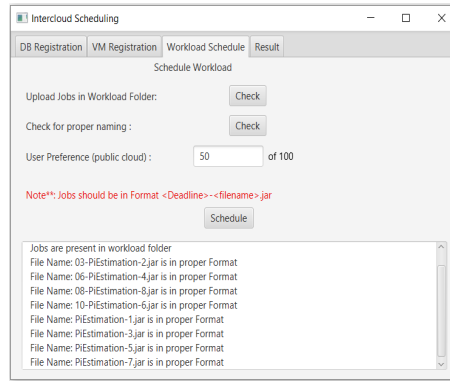 Intercloud Scheduling
DB Registration VM Registration Workload Schedule Result
Schedule Workload
Upload Jobs in Workload Folder: Check
Check for proper naming : Check
User Preference (public cloud) : 50 of 100
Note**: Jobs should be in Format <Deadline>-<filename>.jar
Schedule
Jobs are present in workload folder
File Name: 03-PiEstimation-2.jar is in proper Format
File Name: 06-PiEstimation-4.jar is in proper Format
File Name: 08-PiEstimation-8.jar is in proper Format
File Name: 10-PiEstimation-6.jar is in proper Format
File Name: PiEstimation-1.jar is in proper Format
File Name: PiEstimation-3.jar is in proper Format
File Name: PiEstimation-5.jar is in proper Format
File Name: PiEstimation-7.jar is in proper Format